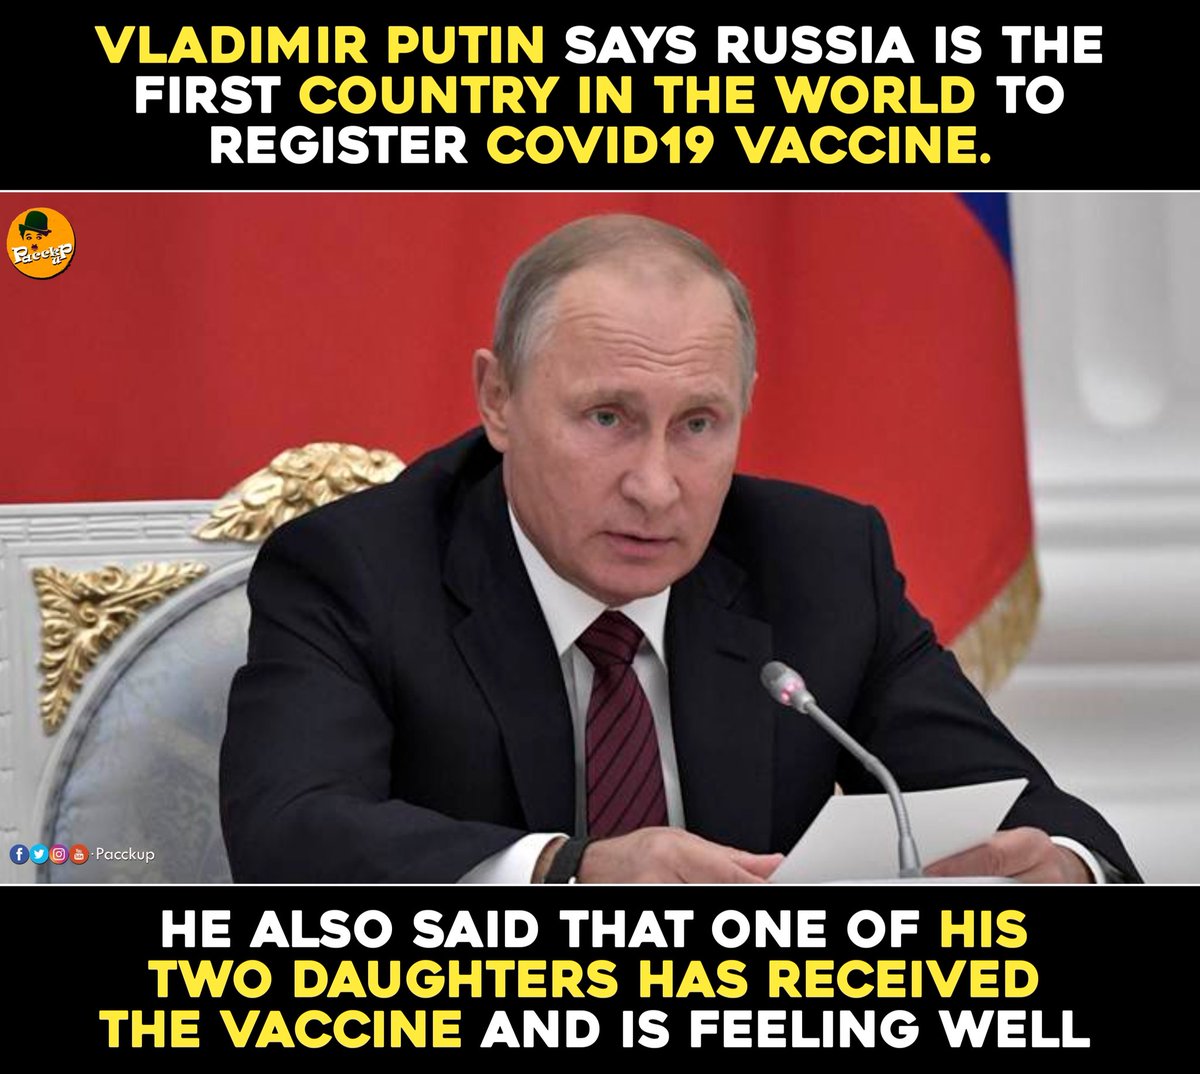 VLADIMIR PUTIN SAYS RUSSIA IS THE
FIRST COUNTRY IN THE WORLD TO
REGISTER COVID19 VACCINE.
Pacckup
· Pacckup
HE ALSO SAID THAT ONE OF HIS
TWO DAUGHTERS HAS RECEIVED
THE VACCINE AND IS FEELING WELL